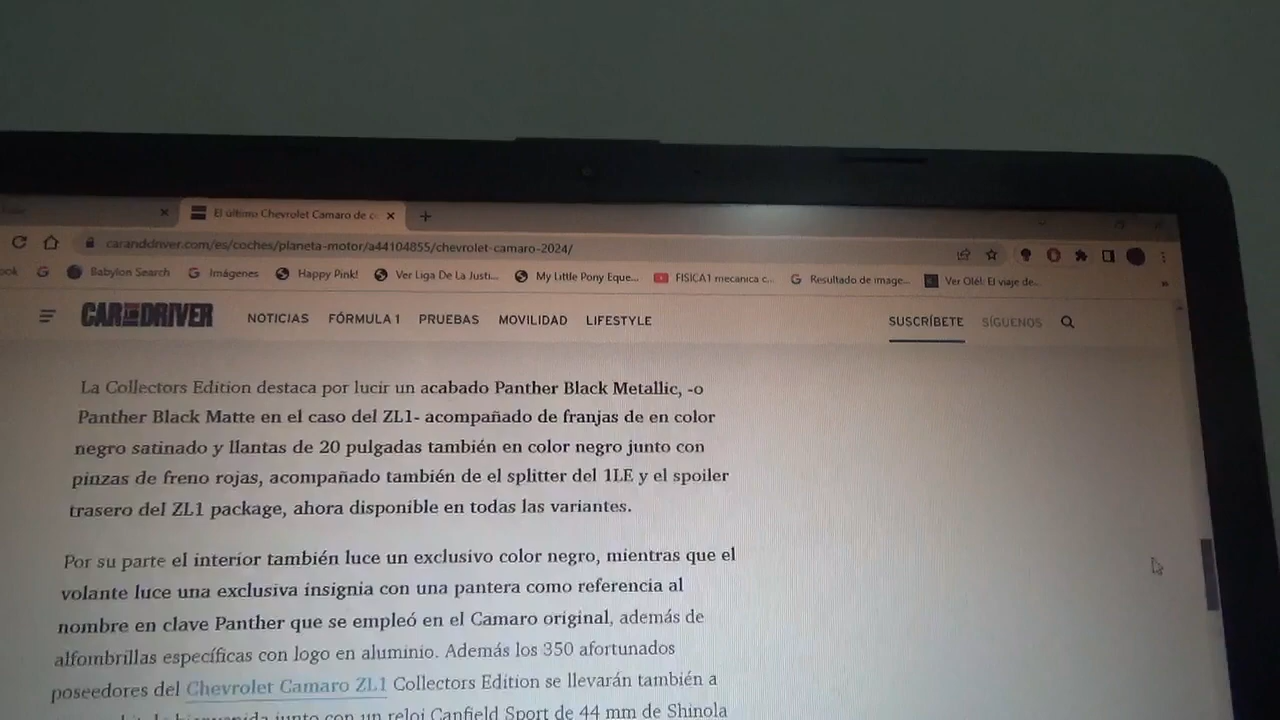 El último Chevrolet Camaro de c
caranddriver.com/es/coches/planeta-motor/a44104855/chevrolet-camaro-2024/
ook Babylon Search Imágenes Happy Pink! Ver Liga De La Justi... My Little Pony Eque... FISICA1 mecanica c... Resultado de image... Ver Olé! El viaje de... »
CAR AND DRIVER NOTICIAS FÓRMULA 1 PRUEBAS MOVILIDAD LIFESTYLE SUSCRÍBETE SÍGUENOS
La Collectors Edition destaca por lucir un acabado Panther Black Metallic, -o
Panther Black Matte en el caso del ZL1- acompañado de franjas de en color
negro satinado y llantas de 20 pulgadas también en color negro junto con
pinzas de freno rojas, acompañado también de el splitter del 1LE y el spoiler
trasero del ZL1 package, ahora disponible en todas las variantes.
Por su parte el interior también luce un exclusivo color negro, mientras que el
volante luce una exclusiva insignia con una pantera como referencia al
nombre en clave Panther que se empleó en el Camaro original, además de
alfombrillas específicas con logo en aluminio. Además los 350 afortunados
poseedores del Chevrolet Camaro ZL1 Collectors Edition se llevarán también a
junto con un reloj Canfield Sport de 44 mm de Shinola